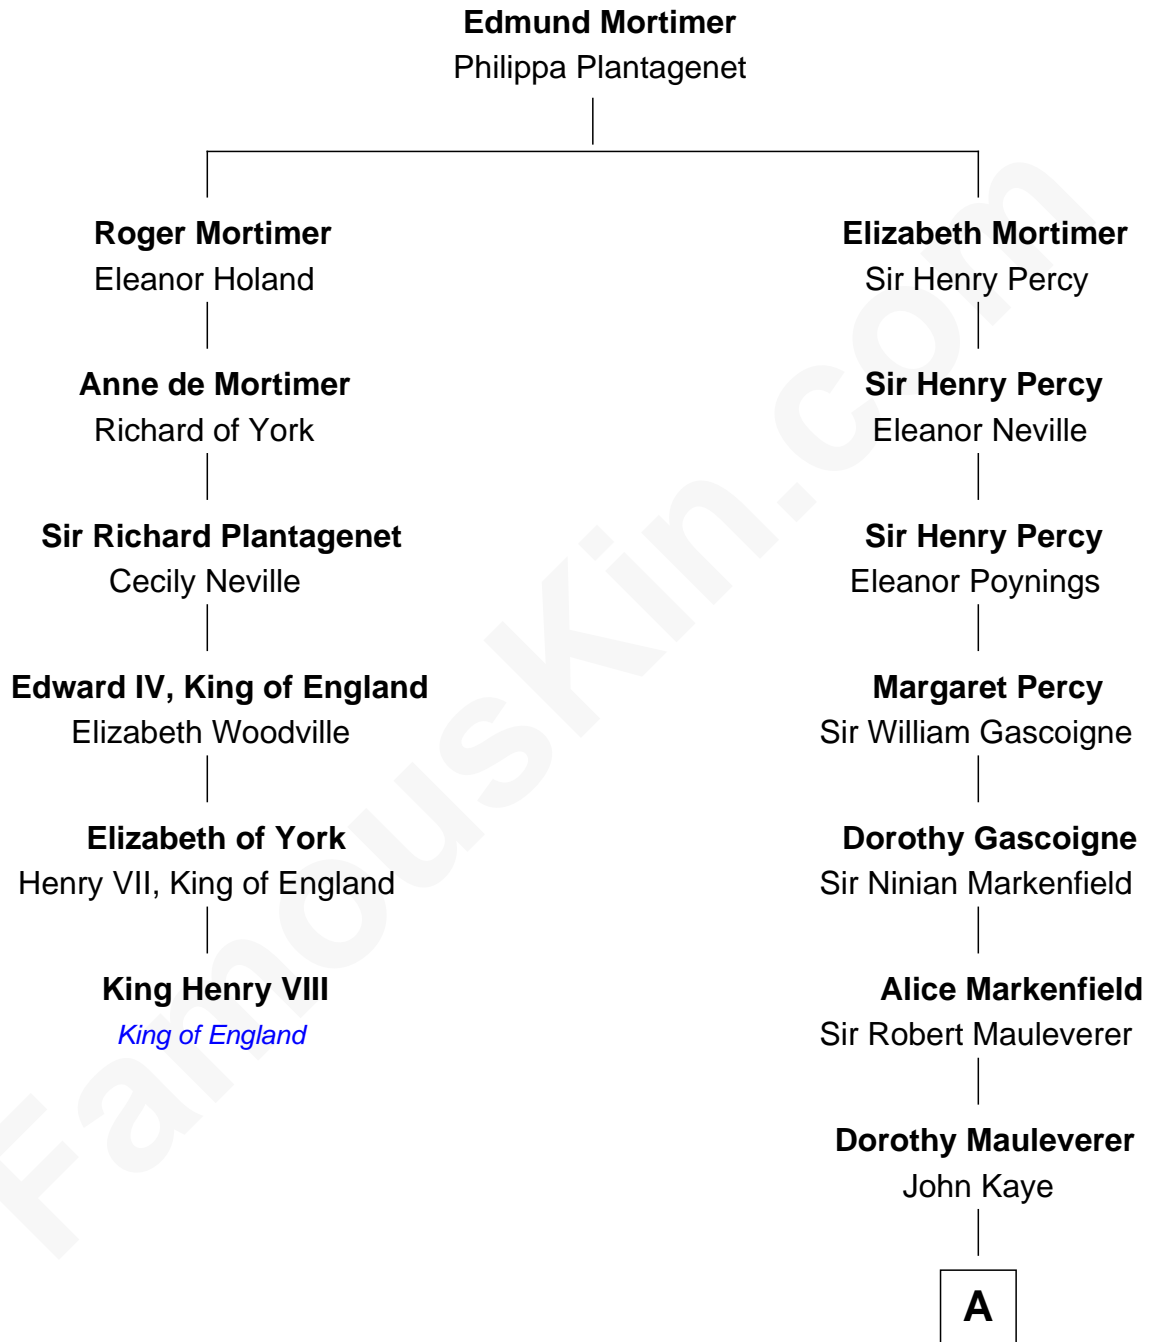 Edmund Mortimer
Philippa Plantagenet
Roger Mortimer
Eleanor Holand
Anne de Mortimer
Richard of York
Sir Richard Plantagenet
Cecily Neville
Edward IV, King of England
Elizabeth Woodville
Elizabeth of York
Henry VII, King of England
King Henry VIII
King of England
Elizabeth Mortimer
Sir Henry Percy
Sir Henry Percy
Eleanor Neville
Sir Henry Percy
Eleanor Poynings
Margaret Percy
Sir William Gascoigne
Dorothy Gascoigne
Sir Ninian Markenfield
Alice Markenfield
Sir Robert Mauleverer
Dorothy Mauleverer
John Kaye
A
FamousKin.com